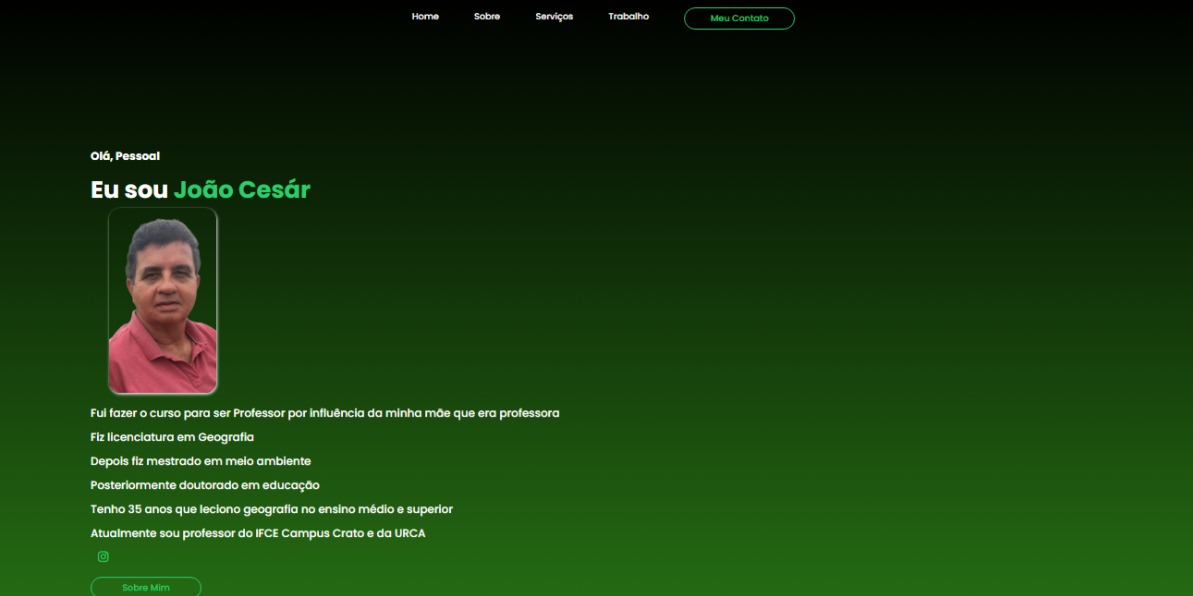 Home Sobre Serviços Trabalho Meu Contato
Olá, Pessoal
Eu sou João Cesár
Fui fazer o curso para ser Professor por influência da minha mãe que era professora
Fiz licenciatura em Geografia
Depois fiz mestrado em meio ambiente
Posteriormente doutorado em educação
Tenho 35 anos que leciono geografia no ensino médio e superior
Atualmente sou professor do IFCE Campus Crato e da URCA
Sobre Mim